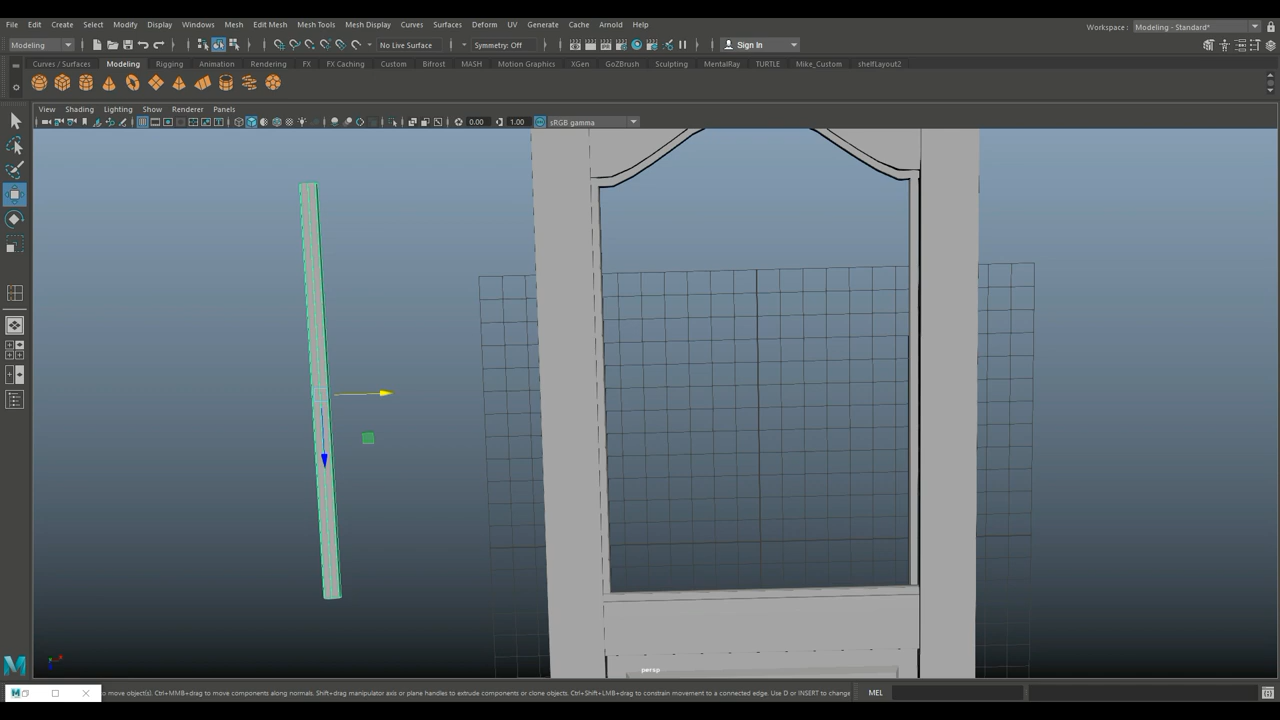 File Edit Create Select Modify Display Windows Mesh Edit Mesh Mesh Tools Mesh Display Curves Surfaces Deform UV Generate Cache Arnold Help
Workspace : Modeling - Standard*
Modeling No Live Surface Symmetry: Off Sign In
Curves / Surfaces Modeling Rigging Animation Rendering FX FX Caching Custom Bifrost MASH Motion Graphics XGen GoZBrush Sculpting MentalRay TURTLE Mike_Custom shelfLayout2
View Shading Lighting Show Renderer Panels
0.00 1.00 sRGB gamma
persp
to move object(s). Ctrl+MMB+drag to move components along normals. Shift+drag manipulator axis or plane handles to extrude components or clone objects. Ctrl+Shift+LMB+drag to constrain movement to a connected edge. Use D or INSERT to change
MEL